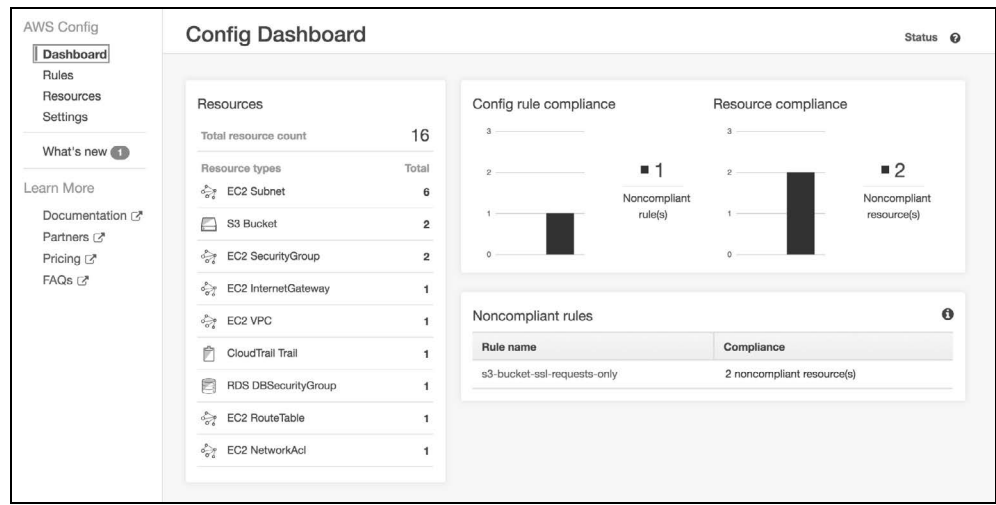 AWS Config
Dashboard
Rules
Resources
Settings
What's new 1
Learn More
Documentation
Partners
Pricing
FAQs
Config Dashboard
Status ?
Resources
Total resource count 16
Resource types Total
EC2 Subnet 6
S3 Bucket 2
EC2 SecurityGroup 2
EC2 InternetGateway 1
EC2 VPC 1
CloudTrail Trail 1
RDS DBSecurityGroup 1
EC2 RouteTable 1
EC2 NetworkAcl 1
Config rule compliance
3
2
1
0
1
Noncompliant
rule(s)
Resource compliance
3
2
1
0
2
Noncompliant
resource(s)
Noncompliant rules i
Rule name Compliance
s3-bucket-ssl-requests-only 2 noncompliant resource(s)